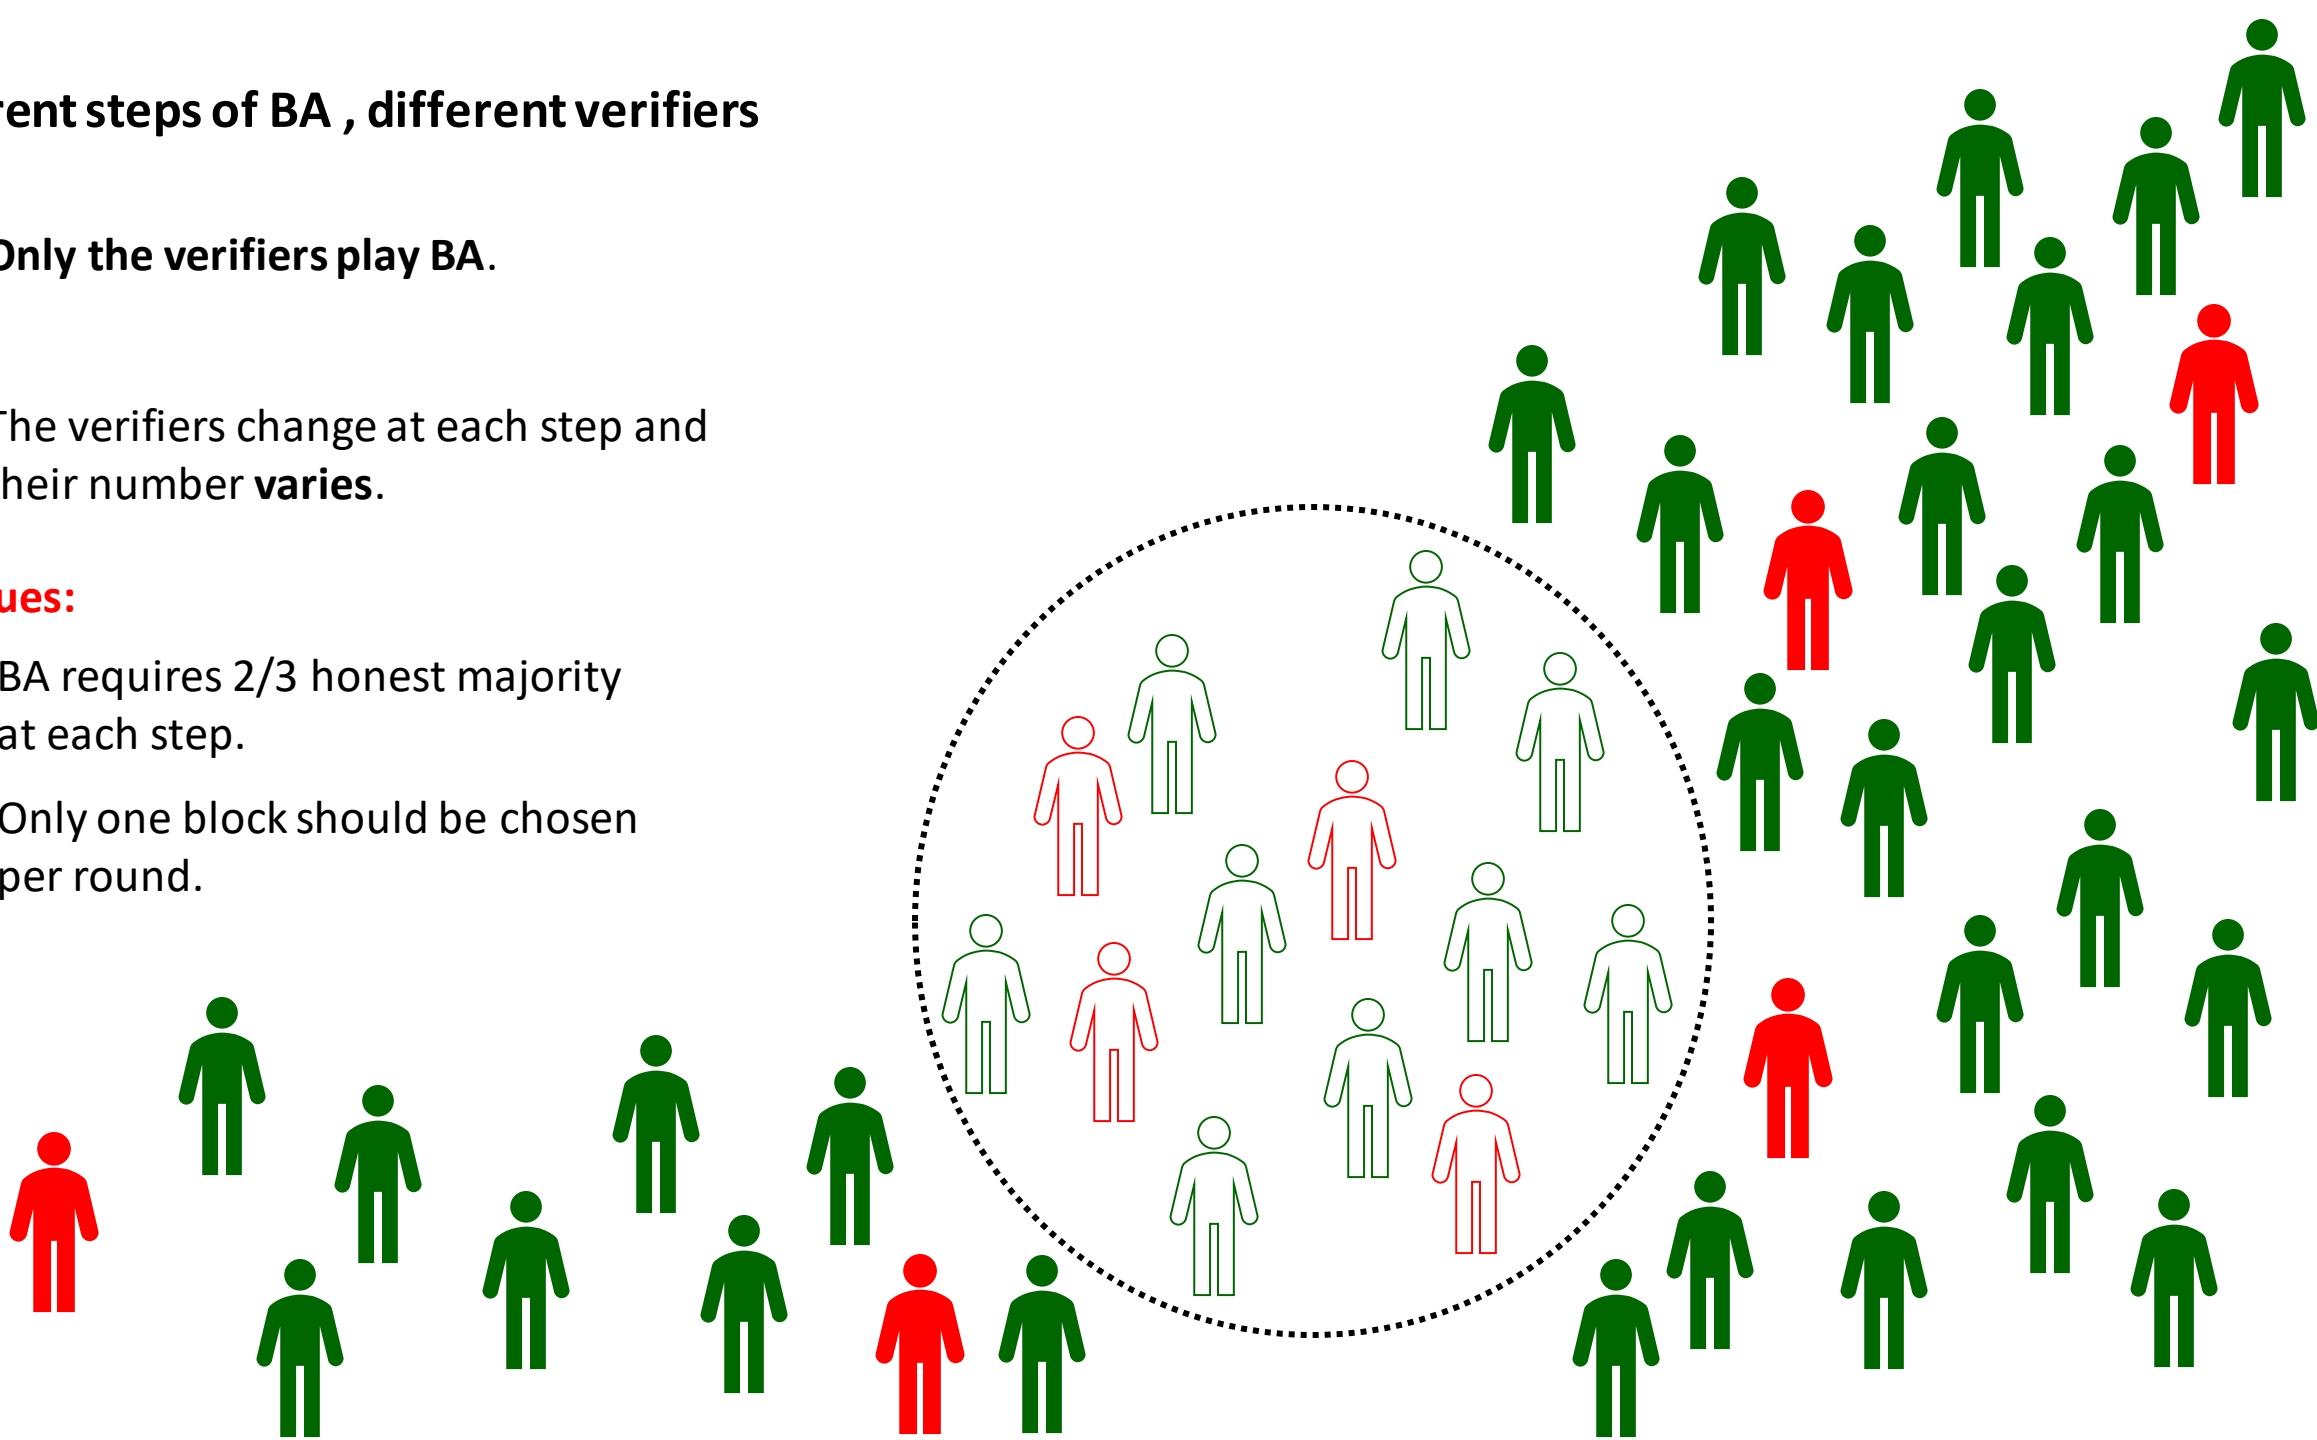 rent steps of BA , different verifiers
Only the verifiers play BA.
The verifiers change at each step and
their number varies.
ues:
BA requires 2/3 honest majority
at each step.
Only one block should be chosen
per round.